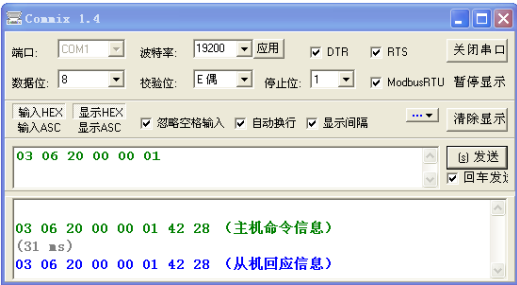 Commix 1.4
端口: COM1 波特率: 19200 应用 DTR RTS 关闭串口
数据位: 8 校验位: E 偶 停止位: 1 ModbusRTU 暂停显示
输入HEX 显示HEX
输入ASC 显示ASC 忽略空格输入 自动换行 显示间隔 ... 清除显示
03 06 20 00 00 01 发送
回车发
03 06 20 00 00 01 42 28 (主机命令信息)
(31 ms)
03 06 20 00 00 01 42 28 (从机回应信息)